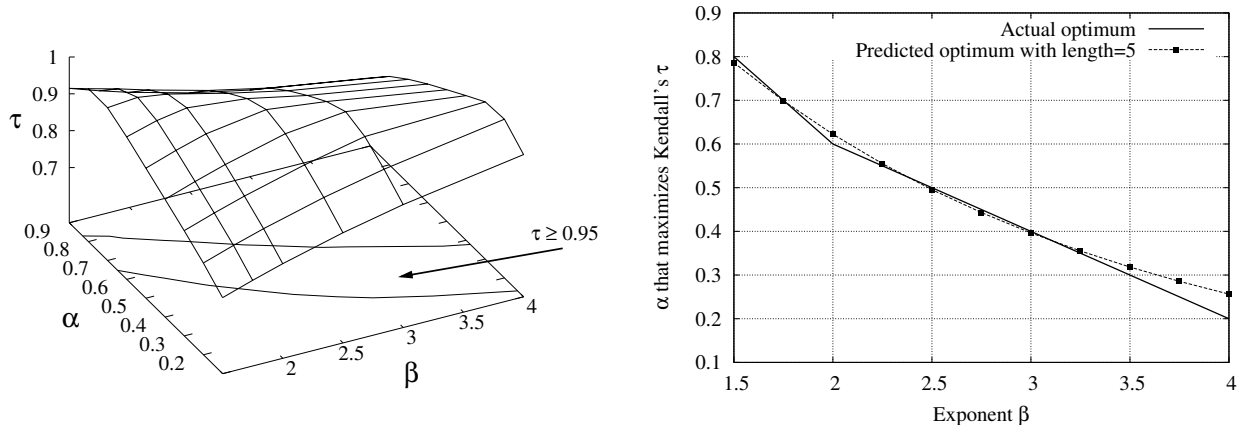 1
0.9
τ
0.8
0.7
0.9
0.8
0.7
0.6
0.5
0.4
0.3
0.2
α
2
2.5
3
3.5
4
β
τ ≥ 0.95
0.9
0.8
0.7
0.6
0.5
0.4
0.3
0.2
0.1
α that maximizes Kendall's τ
Actual optimum
Predicted optimum with length=5
1.5 2 2.5 3 3.5 4
Exponent β